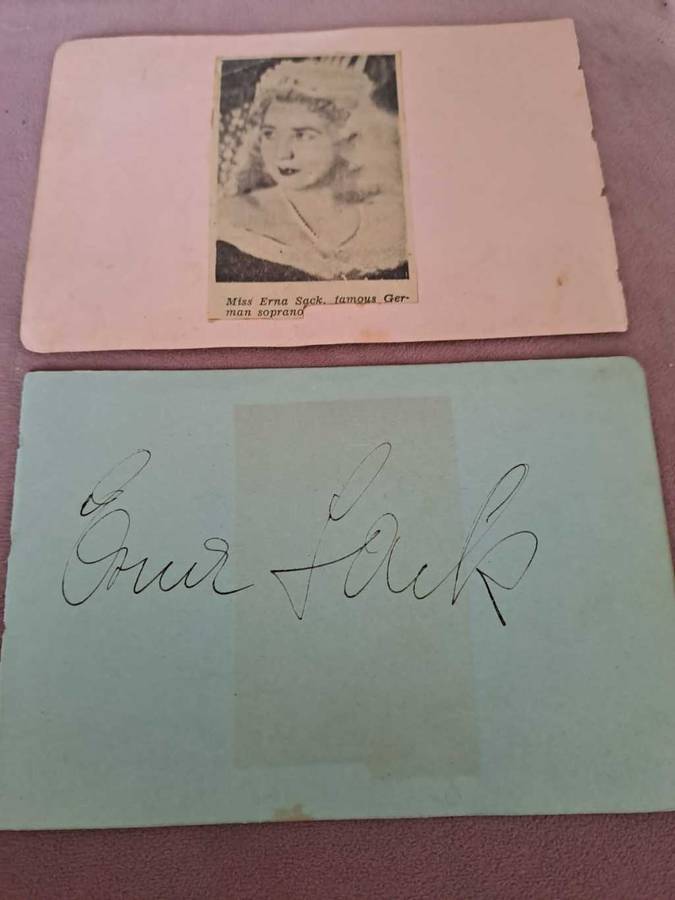 Miss Erna Sack, famous Ger-
man soprano
Erna Sack